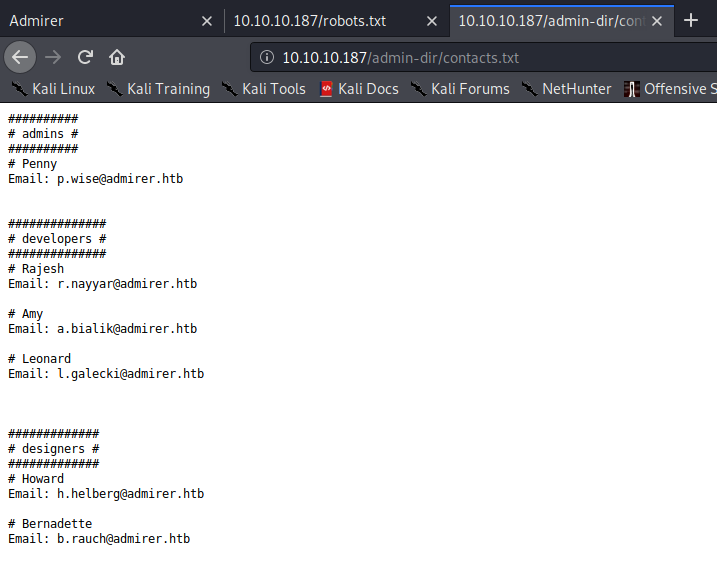 Admirer
10.10.10.187/robots.txt
10.10.10.187/admin-dir/cont
10.10.10.187/admin-dir/contacts.txt
Kali Linux Kali Training Kali Tools Kali Docs Kali Forums NetHunter Offensive S
##########
# admins #
##########
# Penny
Email: p.wise@admirer.htb
##############
# developers #
##############
# Rajesh
Email: r.nayyar@admirer.htb
# Amy
Email: a.bialik@admirer.htb
# Leonard
Email: l.galecki@admirer.htb
#############
# designers #
#############
# Howard
Email: h.helberg@admirer.htb
# Bernadette
Email: b.rauch@admirer.htb